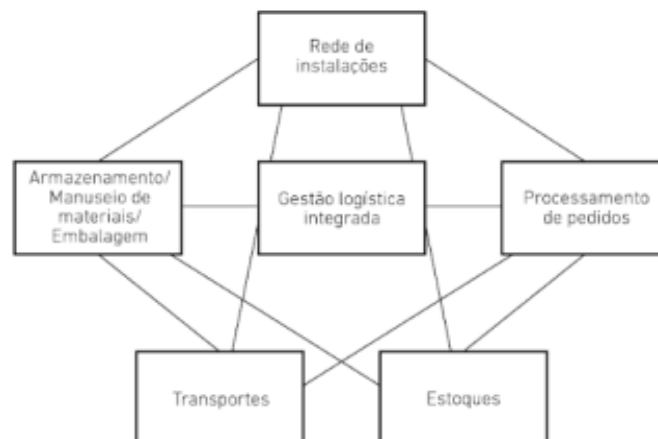 Rede de
instalações
Armazenamento/
Manuseio de
materiais/
Embalagem
Gestão logística
integrada
Processamento
de pedidos
Transportes
Estoques